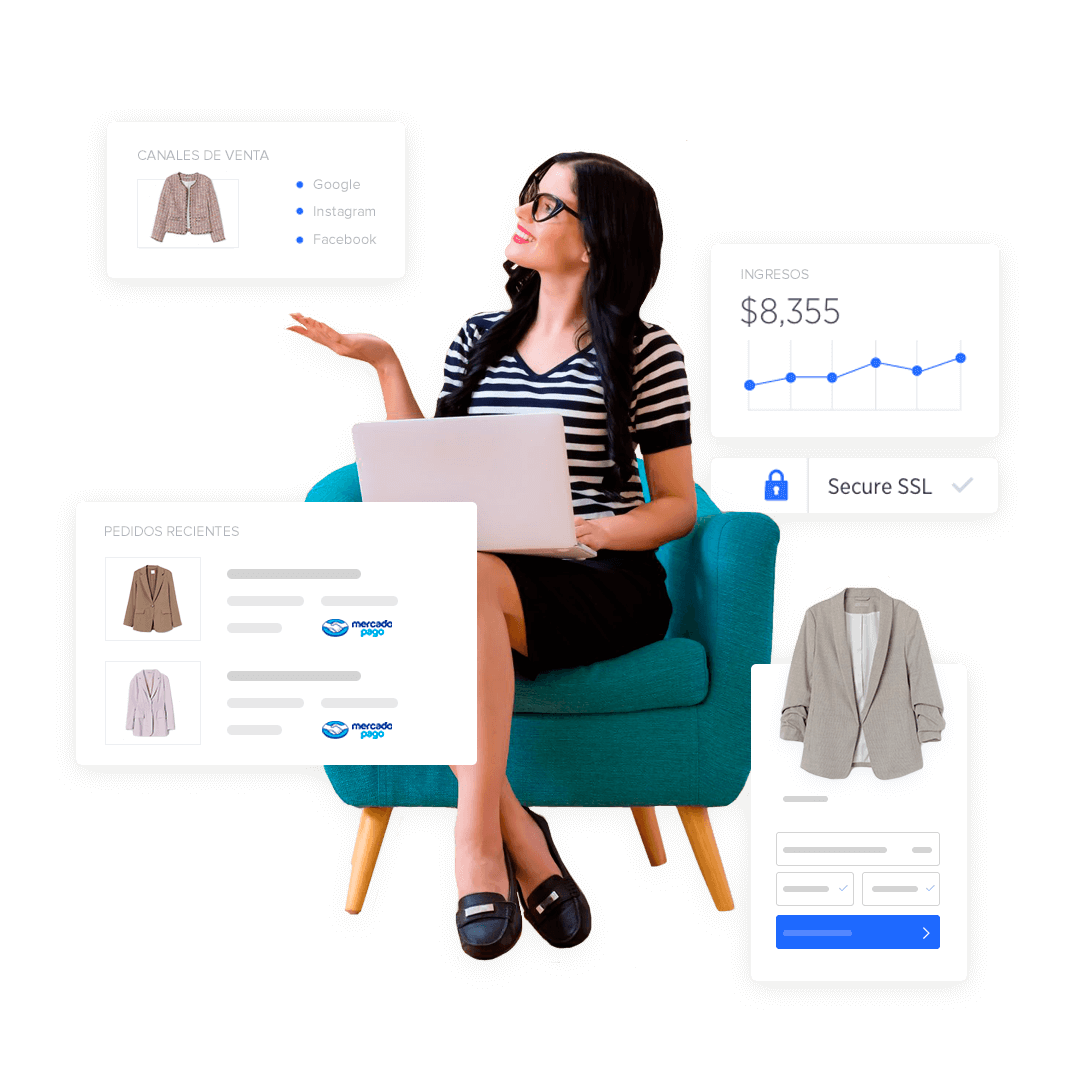 CANALES DE VENTA
Google
Instagram
Facebook
INGRESOS
$8,355
Secure SSL
PEDIDOS RECIENTES
mercado
pago
mercado
pago